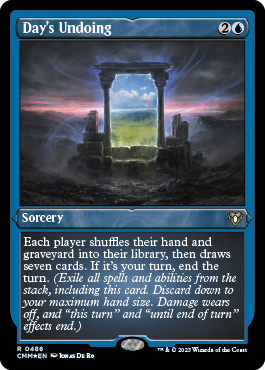 Day's Undoing 2
Sorcery
Each player shuffles their hand and
graveyard into their library, then draws
seven cards. If it's your turn, end the
turn. (Exile all spells and abilities from the
stack, including this card. Discard down to
your maximum hand size. Damage wears
off, and "this turn" and "until end of turn"
effects end.)
R 0486
CMM★EN Jonas De Ro
™ & © 2023 Wizards of the Coast